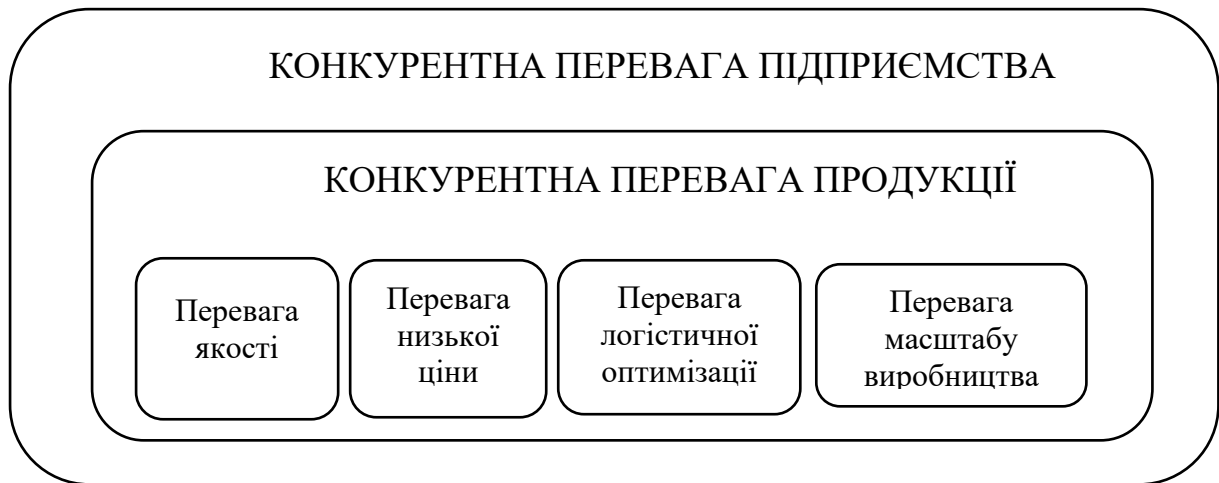 КОНКУРЕНТНА ПЕРЕВАГА ПІДПРИЄМСТВА
КОНКУРЕНТНА ПЕРЕВАГА ПРОДУКЦІЇ
Перевага
якості
Перевага
низької
ціни
Перевага
логістичної
оптимізації
Перевага
масштабу
виробництва